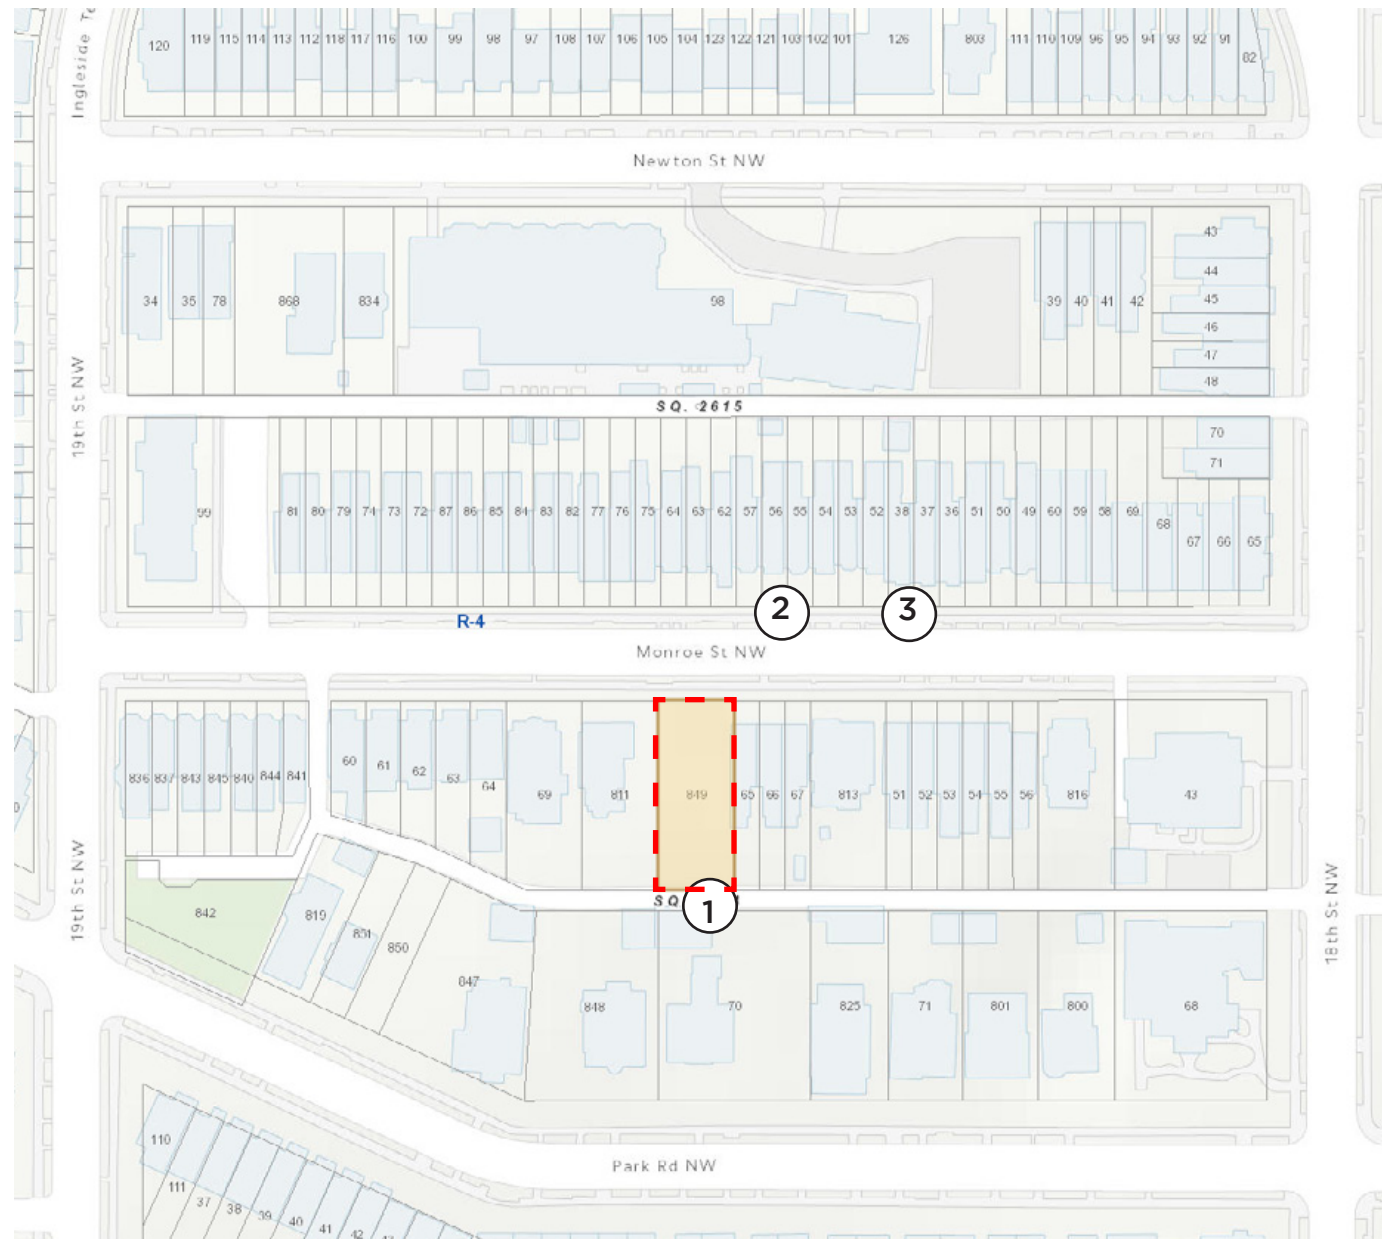 Ingleside Te
120 119 115 114 113 112 118 117 116 100 99 98 97 108 107 106 105 104 123 122 121 103 102 101 126 803 111 110 109 96 95 94 93 92 91 82
Newton St NW
34 35 78 868 834 98 39 40 41 42 43
44
45
46
47
48
19th St NW
SQ. 2615
70
71
99 81 80 79 74 73 72 87 86 85 84 83 82 77 76 75 64 63 62 57 56 55 54 53 52 38 37 36 51 50 49 60 59 58 69 68 67 66 65
2 3
R-4
Monroe St NW
836 837 843 845 840 844 841 60 61 62 63 64 69 811 849 65 66 67 813 51 52 53 54 55 56 816 43
19th St NW
18th St NW
SQ
1
842 819 851 850 847 848 70 825 71 801 800 68
Park Rd NW
110 111 37 38 39 40 41 42